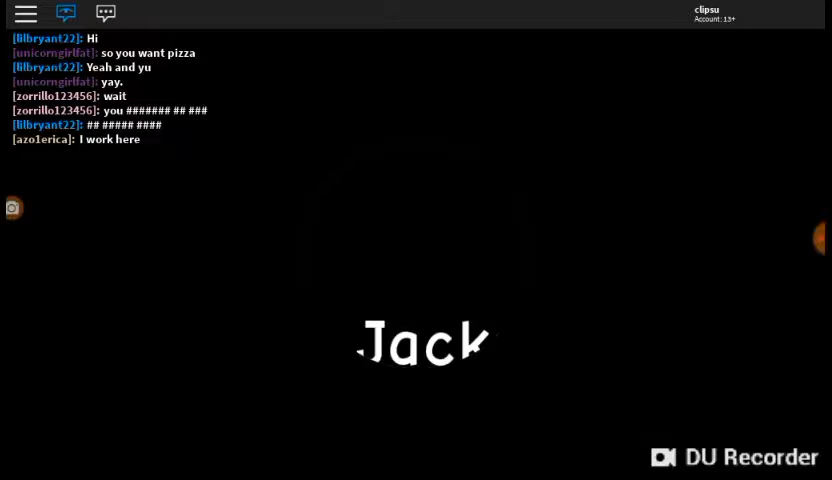 clipsu
Account: 13+
[lilbryant22]: Hi
[unicorngirlfat]: so you want pizza
[lilbryant22]: Yeah and yu
[unicorngirlfat]: yay.
[zorrillo123456]: wait
[zorrillo123456]: you ####### ## ###
[lilbryant22]: ## ##### ####
[azo1erica]: I work here
Jack
DU Recorder